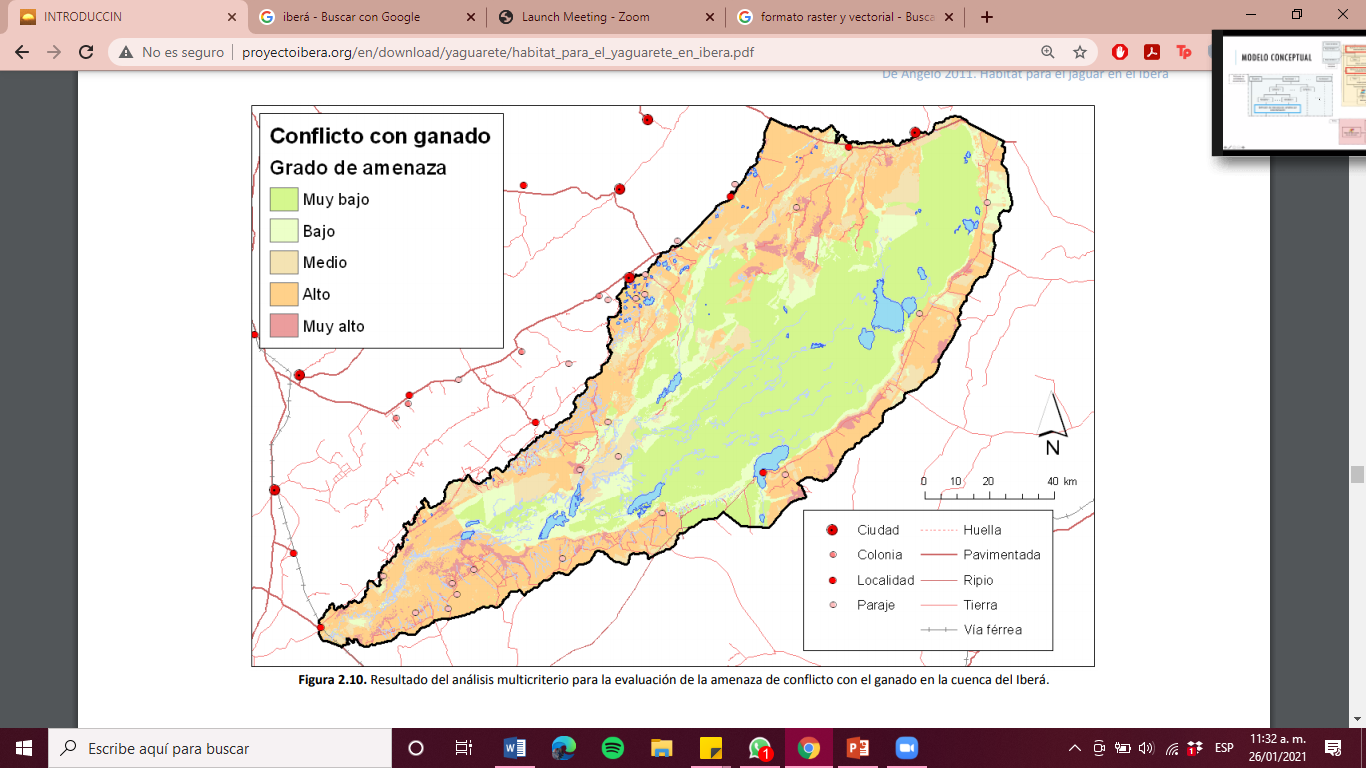 INTRODUCCIN
iberá - Buscar con Google
Launch Meeting - Zoom
formato raster y vectorial - Busca
No es seguro
proyectoibera.org/en/download/yaguarete/habitat_para_el_yaguarete_en_ibera.pdf
MODELO CONCEPTUAL
De Angelo 2011. Hábitat para el jaguar en el Iberá
Conflicto con ganado
Grado de amenaza
Muy bajo
Bajo
Medio
Alto
Muy alto
N
0 10 20 40 km
Ciudad
Huella
Colonia
Pavimentada
Localidad
Ripio
Paraje
Tierra
Vía férrea
Figura 2.10. Resultado del análisis multicriterio para la evaluación de la amenaza de conflicto con el ganado en la cuenca del Iberá.
Escribe aquí para buscar
1
ESP
11:32 a. m.
26/01/2021